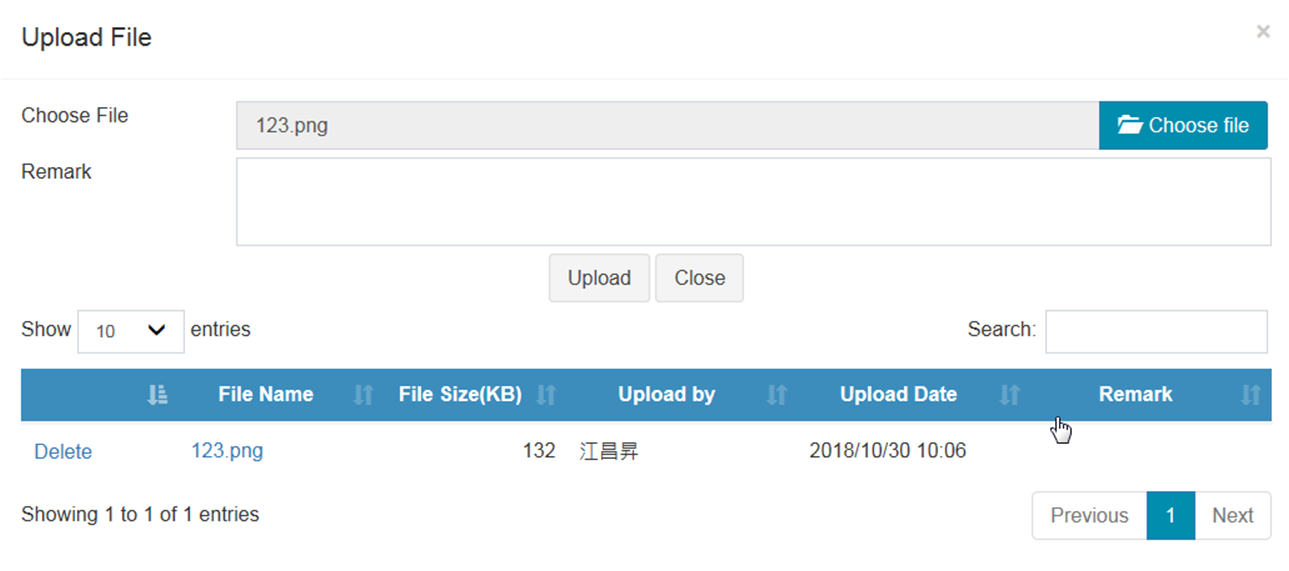 Upload File
×
Choose File
123.png
Choose file
Remark
Upload
Close
Show 10 entries
Search:
File Name File Size(KB) Upload by Upload Date Remark
Delete 123.png 132 江昌昇 2018/10/30 10:06
Showing 1 to 1 of 1 entries
Previous 1 Next